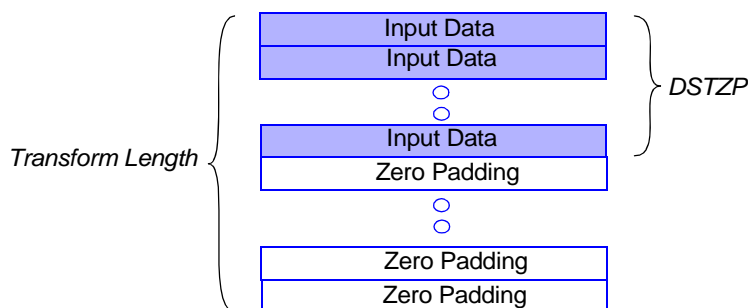 Input Data
Input Data
DSTZP
Input Data
Transform Length
Zero Padding
Zero Padding
Zero Padding